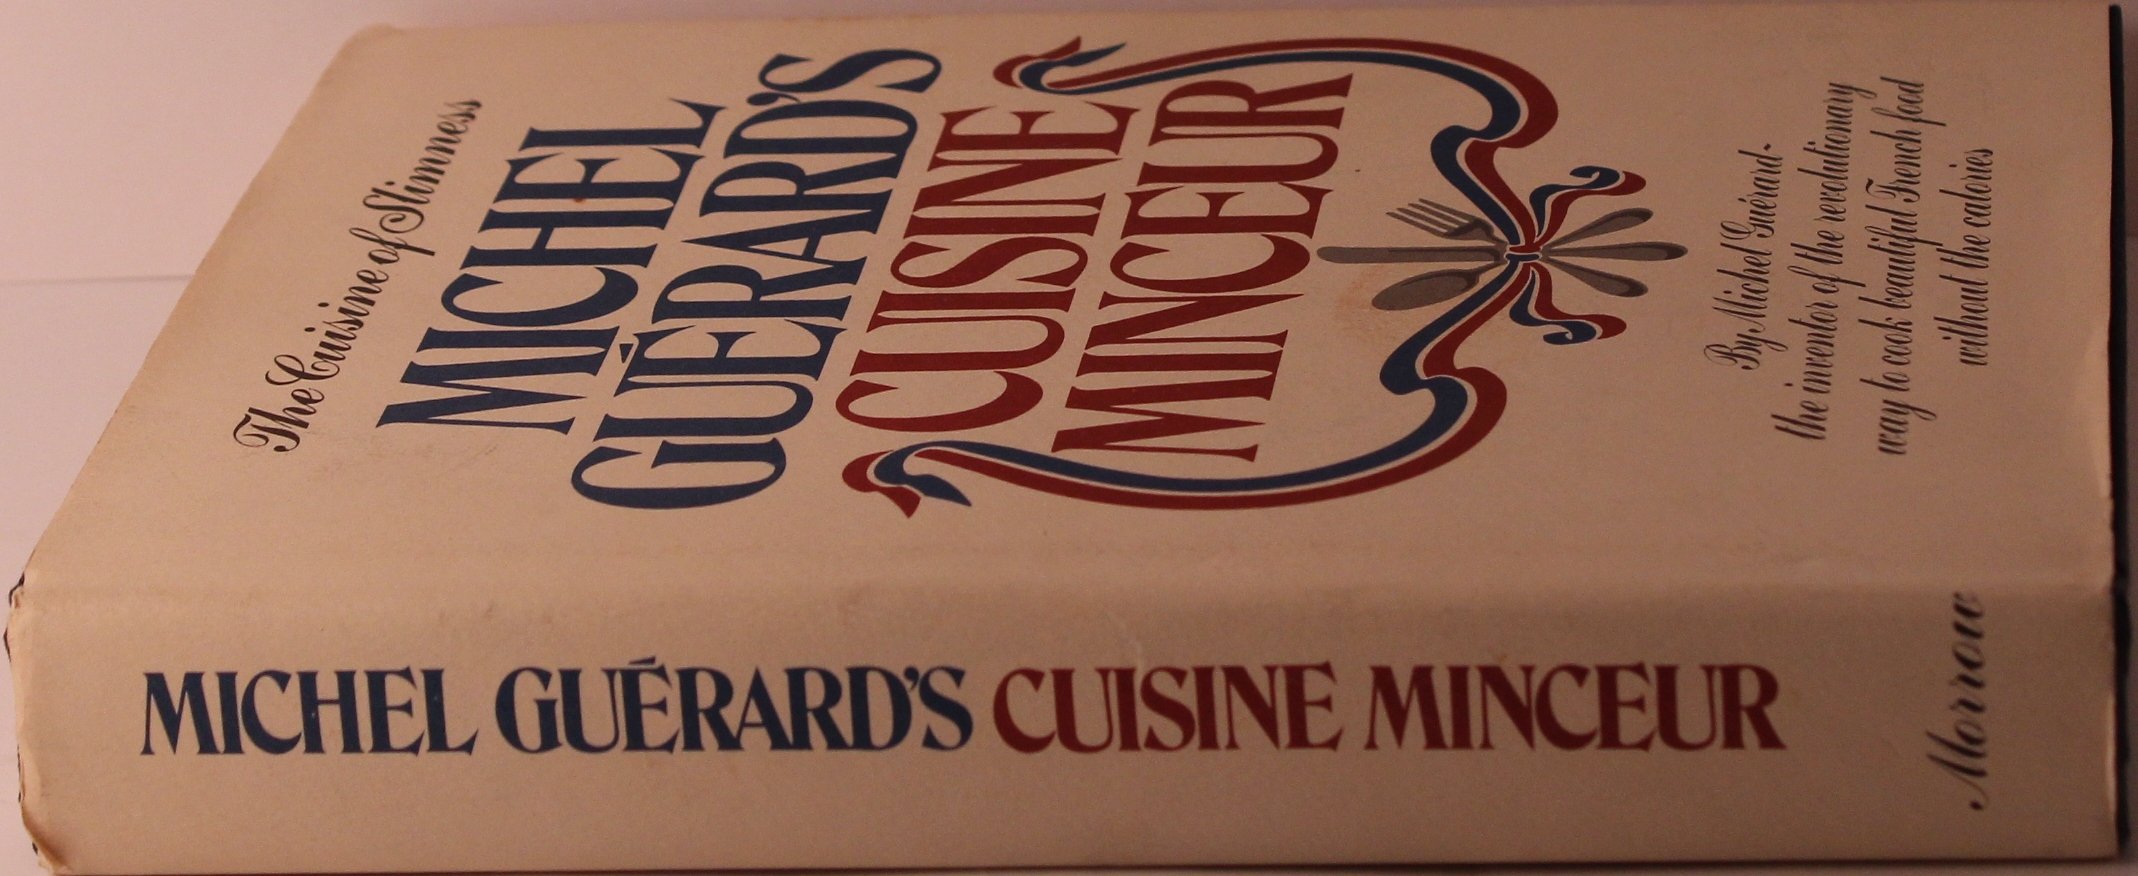 The Cuisine of Slimness
MICHEL
GUÉRARD'S
CUISINE
MINCEUR
By Michel Guérard-
the inventor of the revolutionary
way to cook beautiful French food
without the calories
MICHEL GUÉRARD'S CUISINE MINCEUR
Morrow